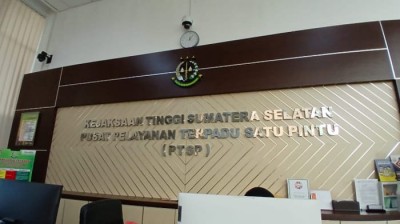 KEJAKSAAN TINGGI SUMATERA SELATAN
PUSAT PELAYANAN TERPADU SATU PINTU
( PTSP )